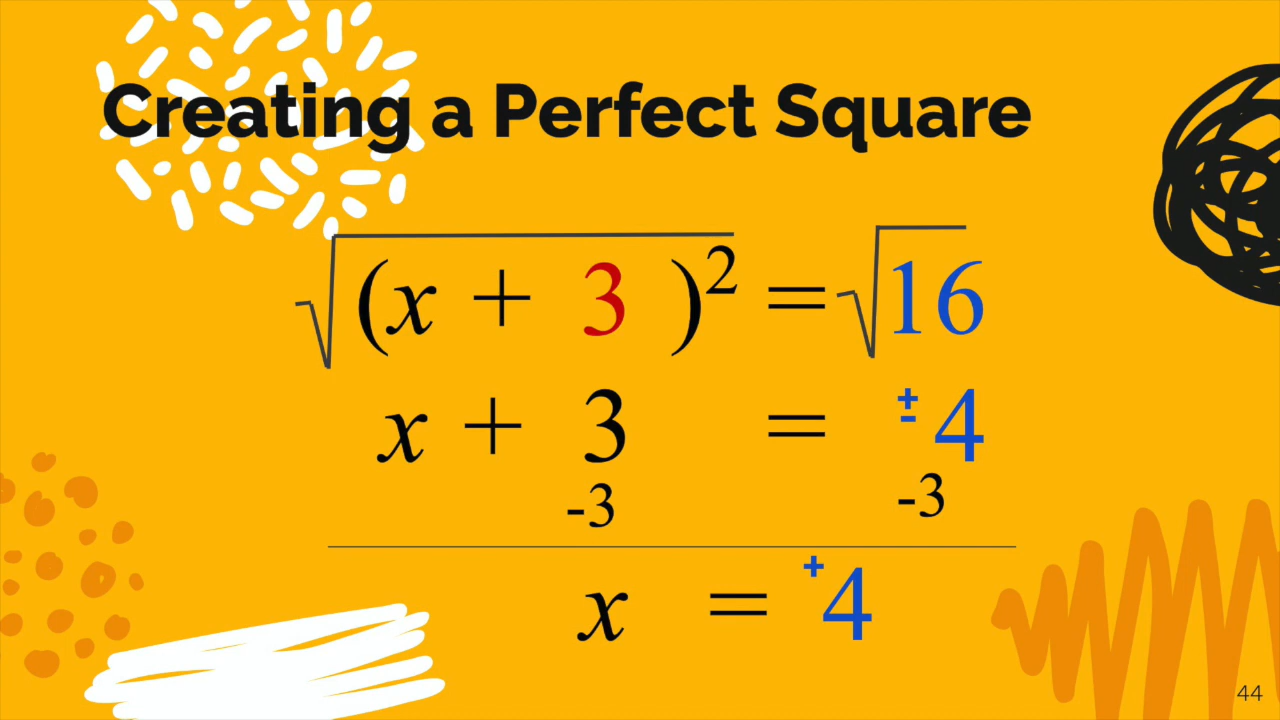 Creating a Perfect Square
√(x + 3 )² = √16
x + 3 = ±4
-3 -3
x = ⁺4
44